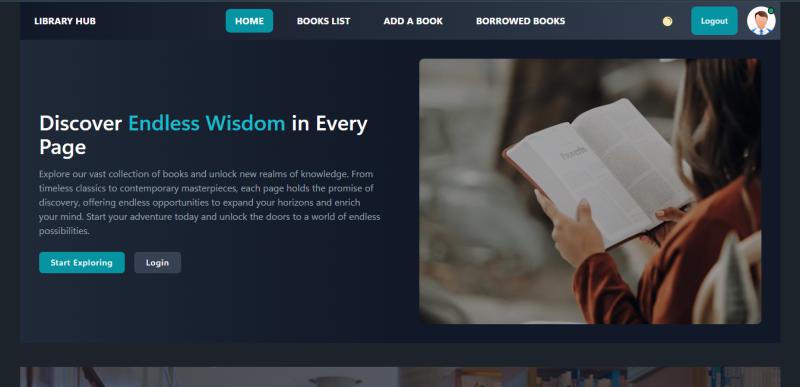 LIBRARY HUB
HOME
BOOKS LIST
ADD A BOOK
BORROWED BOOKS
Logout
Discover Endless Wisdom in Every
Page
Explore our vast collection of books and unlock new realms of knowledge. From
timeless classics to contemporary masterpieces, each page holds the promise of
discovery, offering endless opportunities to expand your horizons and enrich
your mind. Start your adventure today and unlock the doors to a world of endless
possibilities.
Start Exploring
Login
Proverbs